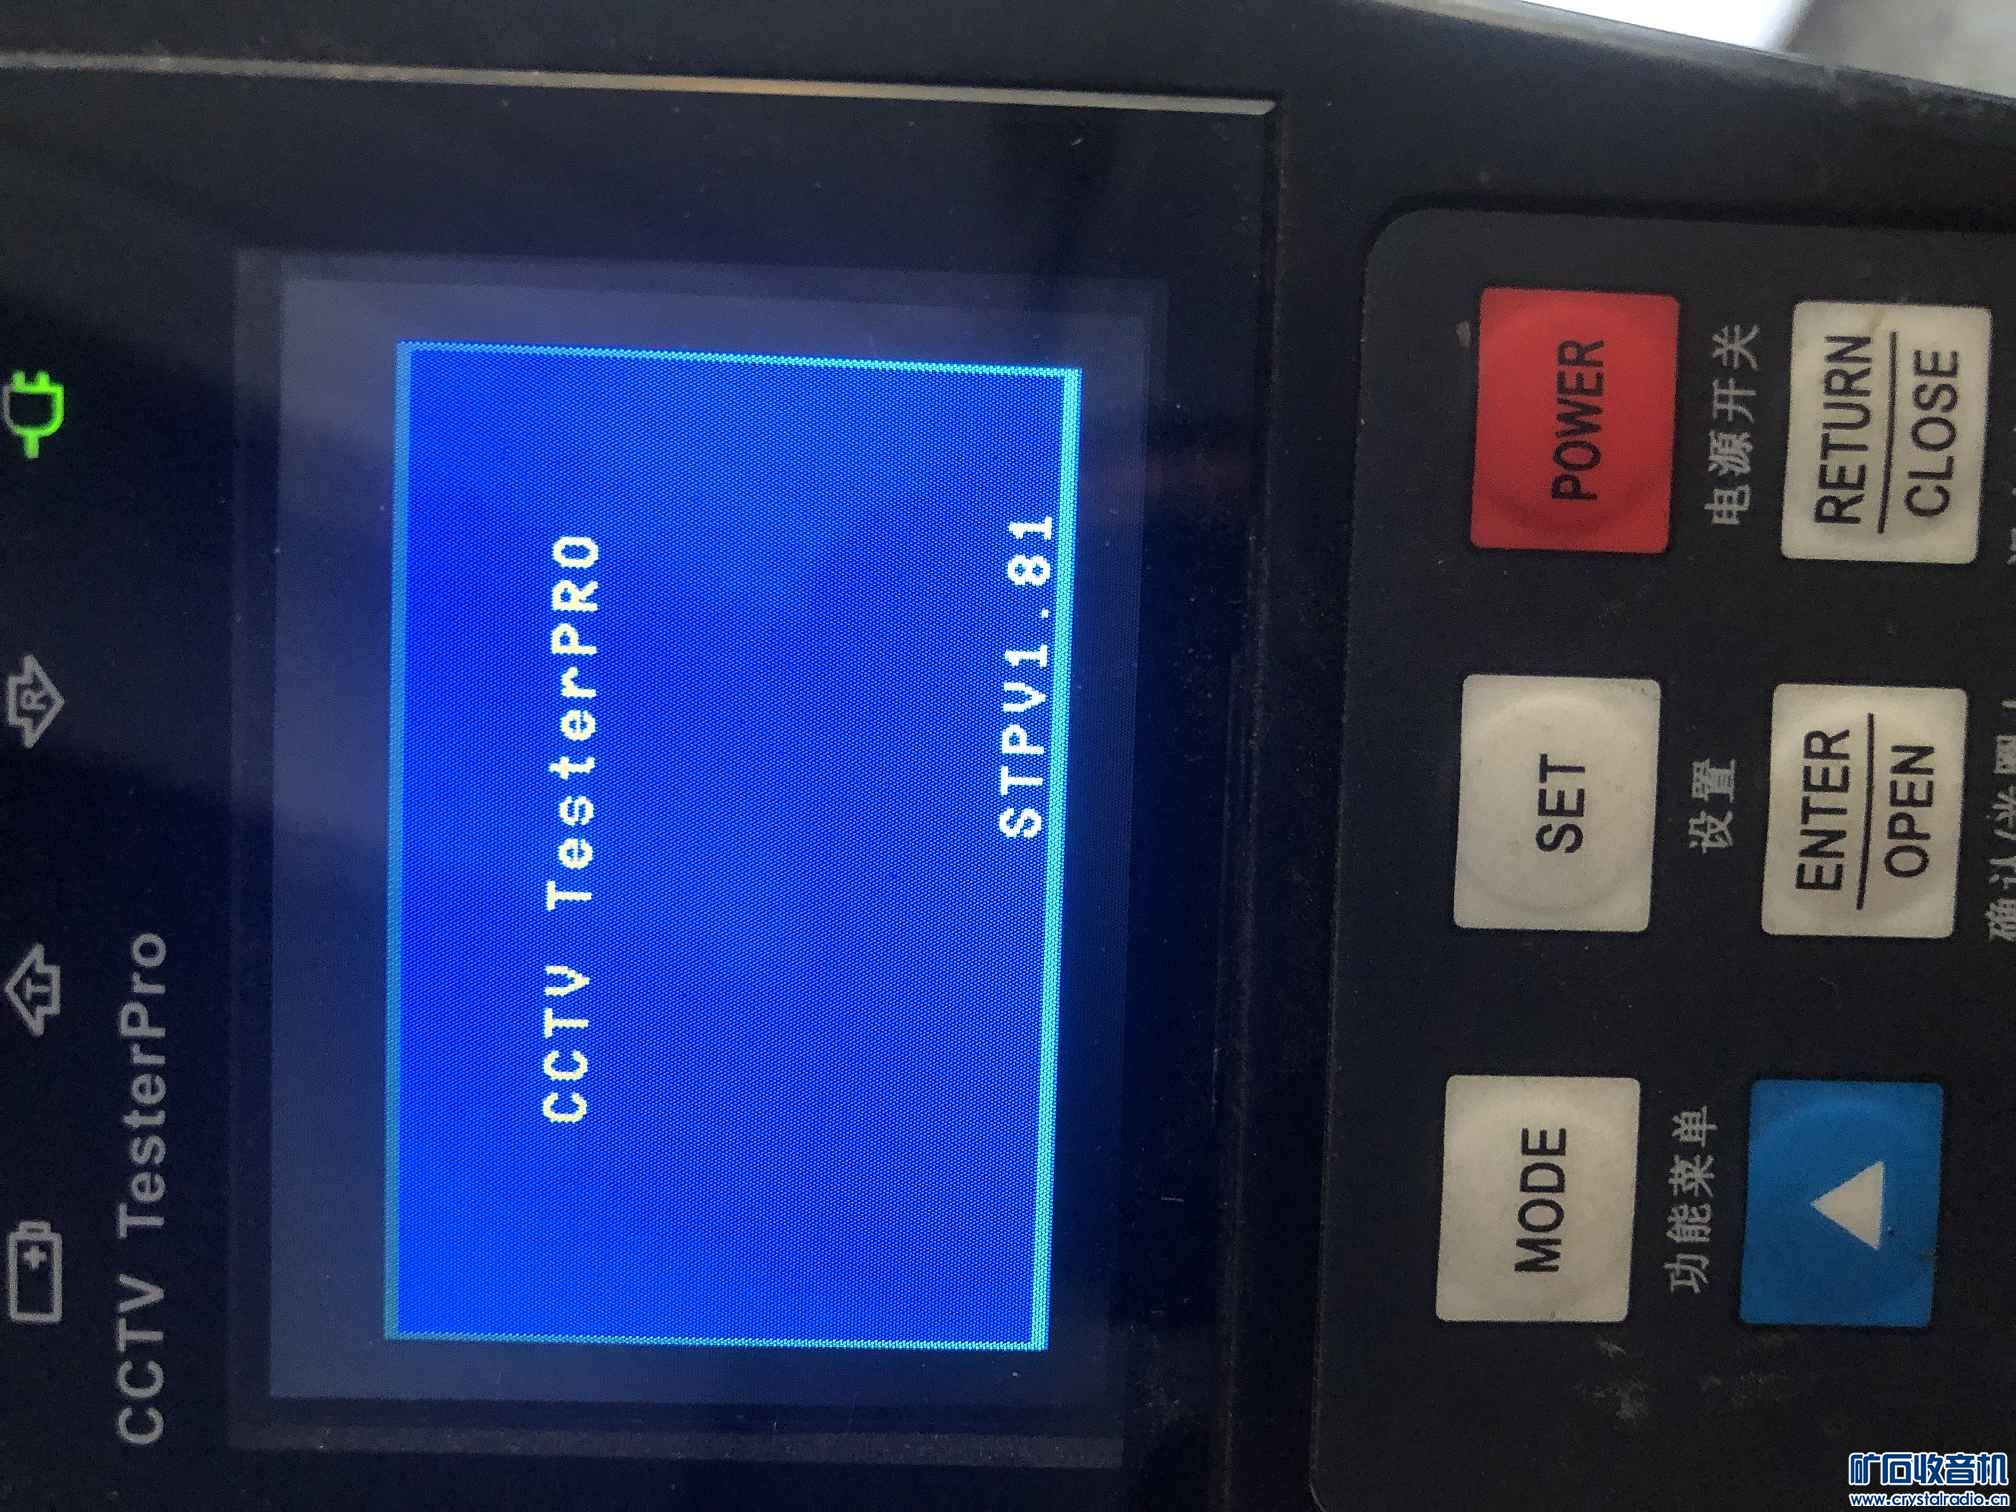 R
T
CCTV TesterPro
CCTV TesterPRO
STPV1.81
MODE
SET
POWER
功能菜单
设置
电源开关
ENTER
OPEN
RETURN
CLOSE
矿石收音机
www.crystalradio.cn